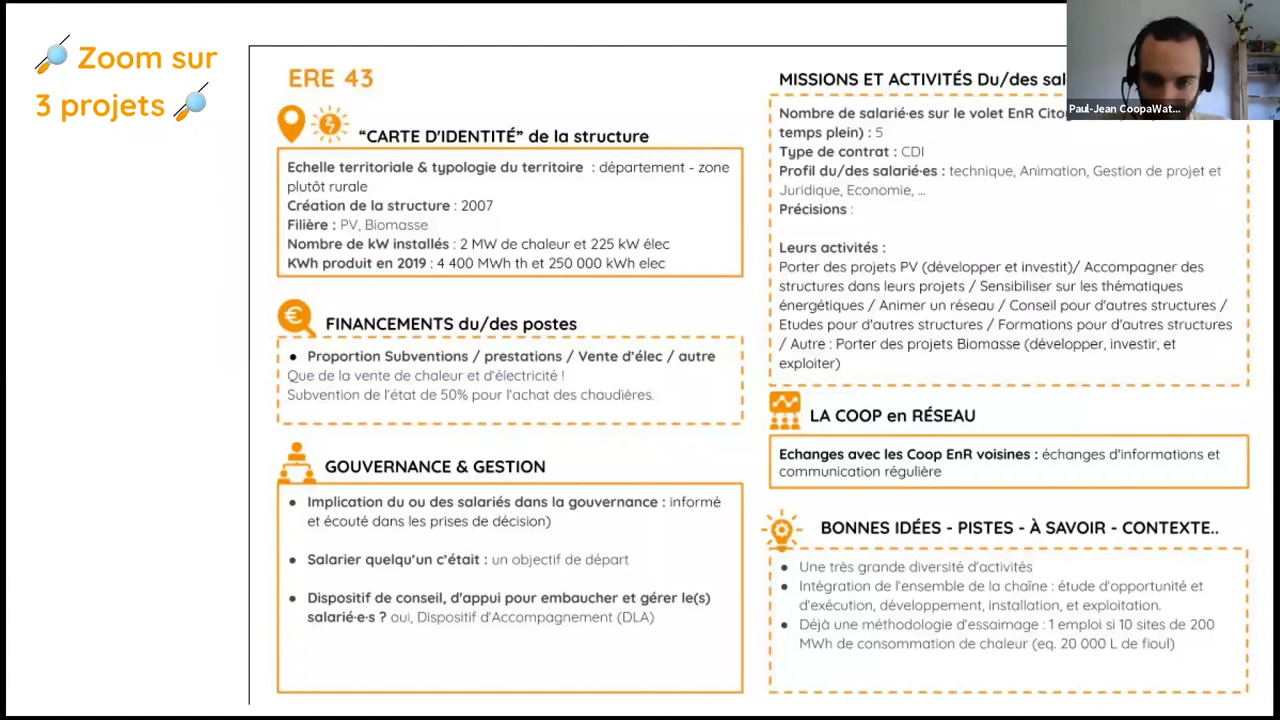 Zoom sur
3 projets
ERE 43
“CARTE D'IDENTITÉ” de la structure
Echelle territoriale & typologie du territoire : département - zone
plutôt rurale
Création de la structure : 2007
Filière : PV, Biomasse
Nombre de kW installés : 2 MW de chaleur et 225 kW élec
KWh produit en 2019 : 4 400 MWh th et 250 000 kWh elec
FINANCEMENTS du/des postes
● Proportion Subventions / prestations / Vente d'élec / autre
Que de la vente de chaleur et d'électricité !
Subvention de l'état de 50% pour l'achat des chaudières.
GOUVERNANCE & GESTION
● Implication du ou des salariés dans la gouvernance : informé
et écouté dans les prises de décision)
● Salarier quelqu'un c'était : un objectif de départ
● Dispositif de conseil, d'appui pour embaucher et gérer le(s)
salarié·e·s ? oui, Dispositif d'Accompagnement (DLA)
MISSIONS ET ACTIVITÉS Du/des sal
Nombre de salarié·es sur le volet EnR Cito
temps plein) : 5
Type de contrat : CDI
Profil du/des salarié·es : technique, Animation, Gestion de projet et
Juridique, Economie, ...
Précisions :
Leurs activités :
Porter des projets PV (développer et investit)/ Accompagner des
structures dans leurs projets / Sensibiliser sur les thématiques
énergétiques / Animer un réseau / Conseil pour d'autres structures /
Etudes pour d'autres structures / Formations pour d'autres structures
/ Autre : Porter des projets Biomasse (développer, investir, et
exploiter)
LA COOP en RÉSEAU
Echanges avec les Coop EnR voisines : échanges d'informations et
communication régulière
BONNES IDÉES - PISTES - À SAVOIR - CONTEXTE..
● Une très grande diversité d'activités
● Intégration de l'ensemble de la chaîne : étude d'opportunité et
d'exécution, développement, installation, et exploitation.
● Déjà une méthodologie d'essaimage : 1 emploi si 10 sites de 200
MWh de consommation de chaleur (eq. 20 000 L de fioul)
Paul-Jean CoopaWat...